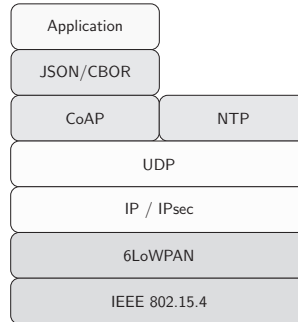 Application
JSON/CBOR
CoAP
NTP
UDP
IP / IPsec
6LoWPAN
IEEE 802.15.4